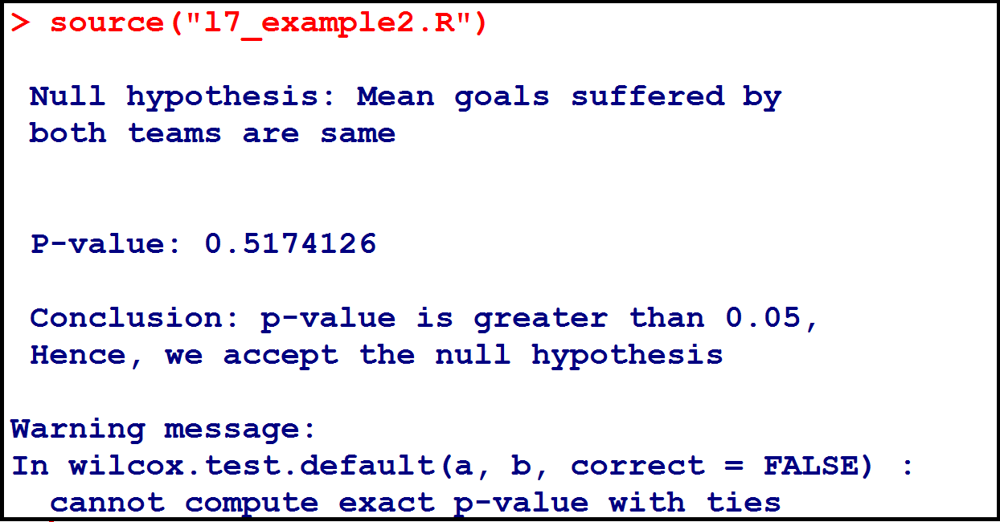 > source("l7_example2.R")
Null hypothesis: Mean goals suffered by
both teams are same
P-value: 0.5174126
Conclusion: p-value is greater than 0.05,
Hence, we accept the null hypothesis
Warning message:
In wilcox.test.default(a, b, correct = FALSE) :
cannot compute exact p-value with ties